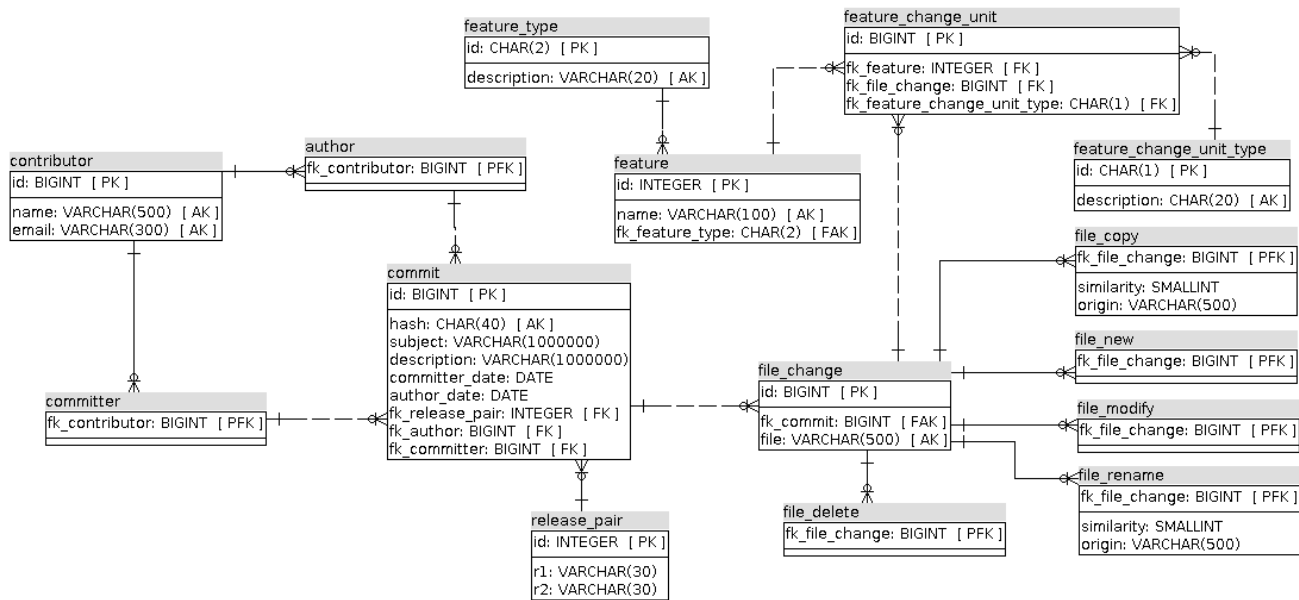 feature_type
id: CHAR(2) [ PK ]
description: VARCHAR(20) [ AK ]
feature_change_unit
id: BIGINT [ PK ]
fk_feature: INTEGER [ FK ]
fk_file_change: BIGINT [ FK ]
fk_feature_change_unit_type: CHAR(1) [ FK ]
contributor
id: BIGINT [ PK ]
name: VARCHAR(500) [ AK ]
email: VARCHAR(300) [ AK ]
author
fk_contributor: BIGINT [ PFK ]
feature
id: INTEGER [ PK ]
name: VARCHAR(100) [ AK ]
fk_feature_type: CHAR(2) [ FAK ]
feature_change_unit_type
id: CHAR(1) [ PK ]
description: CHAR(20) [ AK ]
file_copy
fk_file_change: BIGINT [ PFK ]
similarity: SMALLINT
origin: VARCHAR(500)
commit
id: BIGINT [ PK ]
hash: CHAR(40) [ AK ]
subject: VARCHAR(1000000)
description: VARCHAR(1000000)
committer_date: DATE
author_date: DATE
fk_release_pair: INTEGER [ FK ]
fk_author: BIGINT [ FK ]
fk_committer: BIGINT [ FK ]
file_new
fk_file_change: BIGINT [ PFK ]
file_change
id: BIGINT [ PK ]
fk_commit: BIGINT [ FAK ]
file: VARCHAR(500) [ AK ]
committer
fk_contributor: BIGINT [ PFK ]
file_modify
fk_file_change: BIGINT [ PFK ]
file_rename
fk_file_change: BIGINT [ PFK ]
similarity: SMALLINT
origin: VARCHAR(500)
file_delete
fk_file_change: BIGINT [ PFK ]
release_pair
id: INTEGER [ PK ]
r1: VARCHAR(30)
r2: VARCHAR(30)